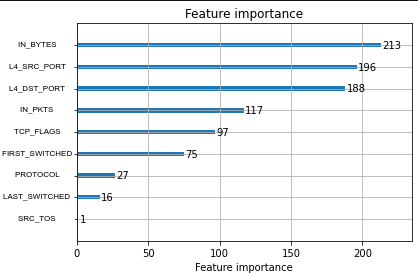 Feature importance
IN_BYTES 213
L4_SRC_PORT 196
L4_DST_PORT 188
IN_PKTS 117
TCP_FLAGS 97
FIRST_SWITCHED 75
PROTOCOL 27
LAST_SWITCHED 16
SRC_TOS 1
0 50 100 150 200
Feature importance